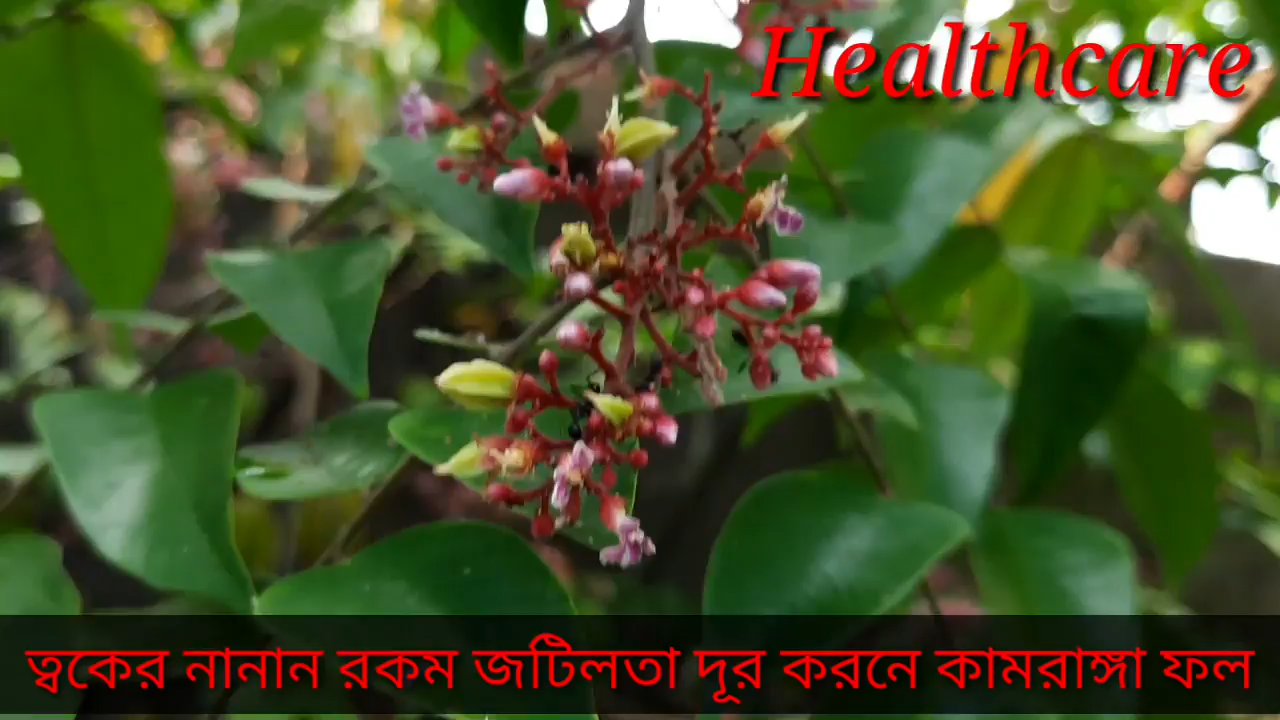 Healthcare
ত্বকের নানান রকম জটিলতা দূর করনে কামরাঙ্গা ফল